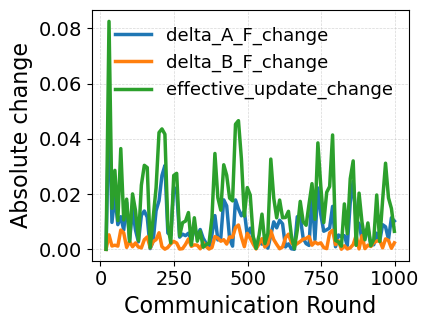 Absolute change
0.08
0.06
0.04
0.02
0.00
delta_A_F_change
delta_B_F_change
effective_update_change
0 250 500 750 1000
Communication Round